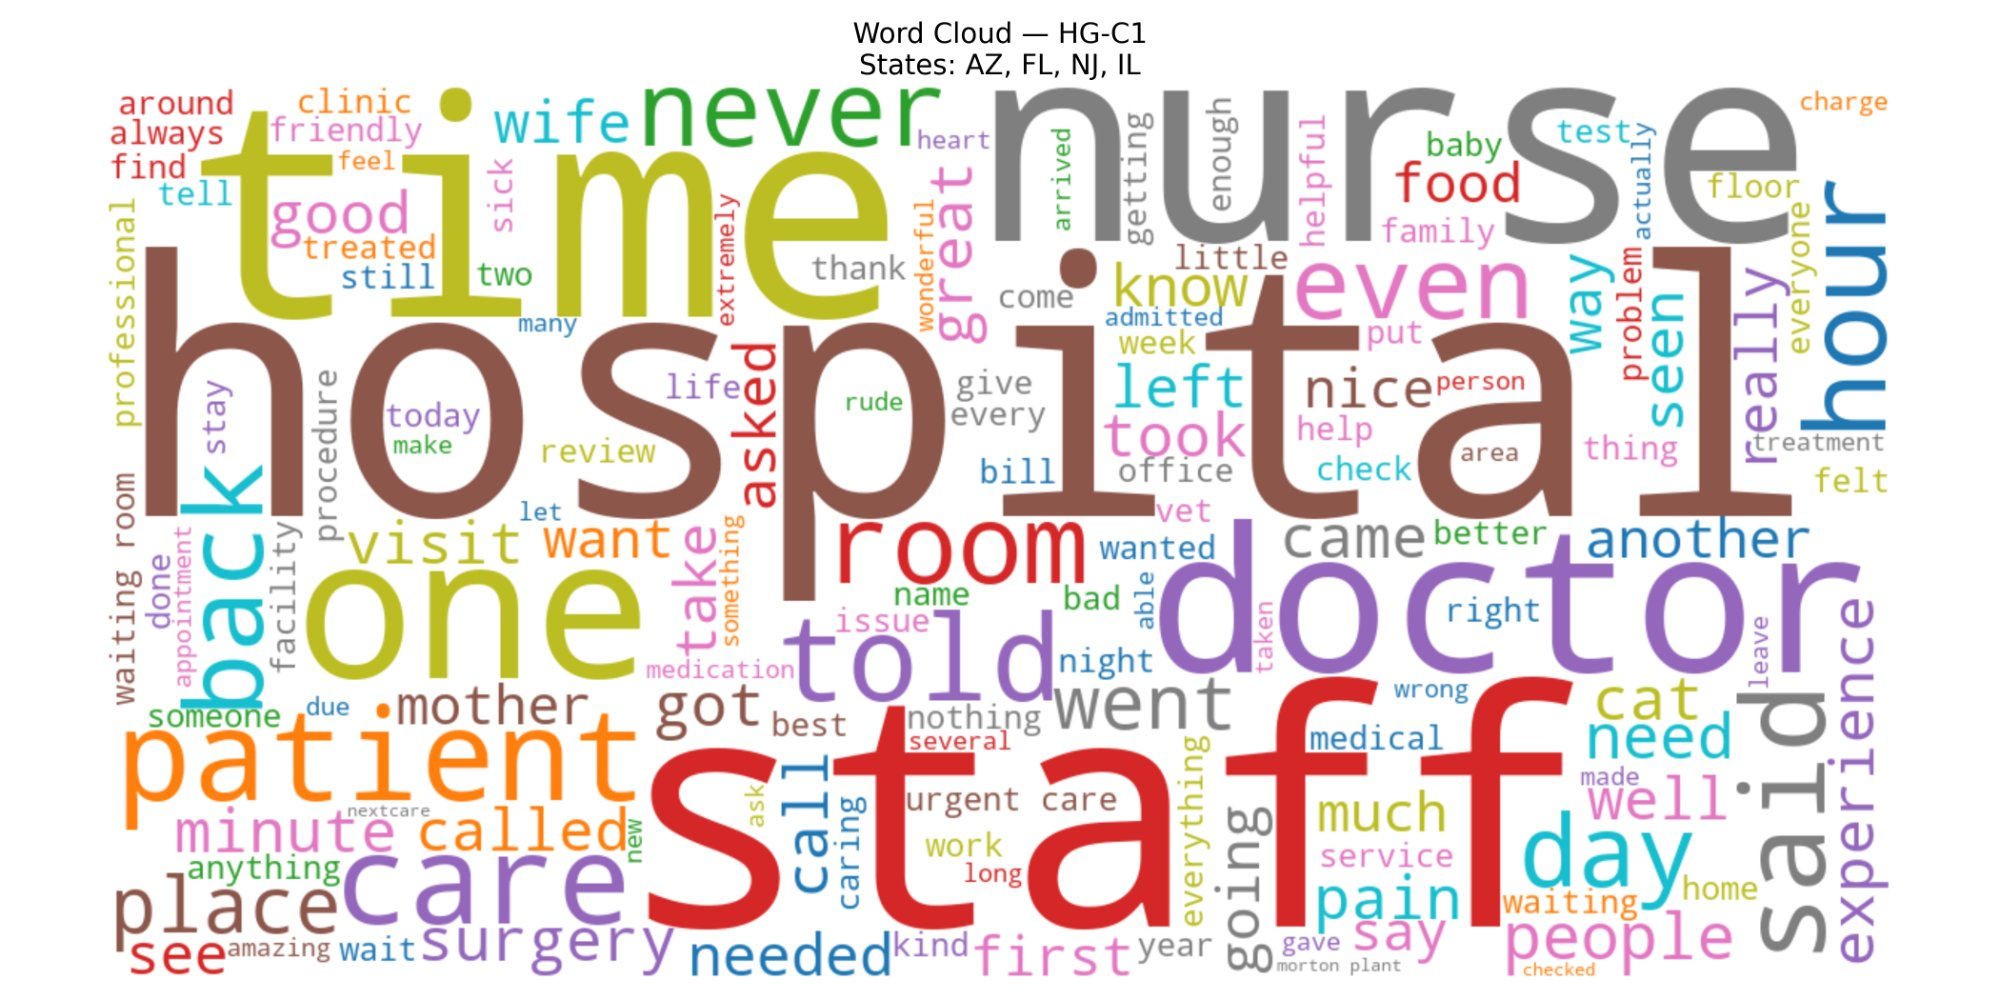 Word Cloud — HG-C1
States: AZ, FL, NJ, IL
around
clinic
time
wife
never
nurse
charge
always
friendly
heart
test
find
feel
sick
arrived
getting
enough
helpful
baby
actually
tell
good
food
floor
professional
treated
extremely
wonderful
great
family
hour
still
two
thank
little
everyone
many
come
know
even
way
problem
seen
really
admitted
hospital
week
put
stay
procedure
today
make
life
asked
rude
give
every
left
nice
person
took
help
thing
treatment
review
bill
office
check
area
felt
back
let
vet
waiting room
done
appointment
facility
visit
want
take
something
room
wanted
came
better
another
one
name
bad
able
doctor
right
issue
told
taken
leave
medication
night
someone
due
mother
got
best
nothing
went
wrong
cat
said
experience
patient
staff
several
medical
need
call
everything
made
nextcare
minute
called
new
ask
caring
urgent care
going
much
well
day
anything
care
work
service
long
place
pain
waiting
home
see
amazing
wait
surgery
needed
kind
first
year
gave
say
people
morton plant
checked